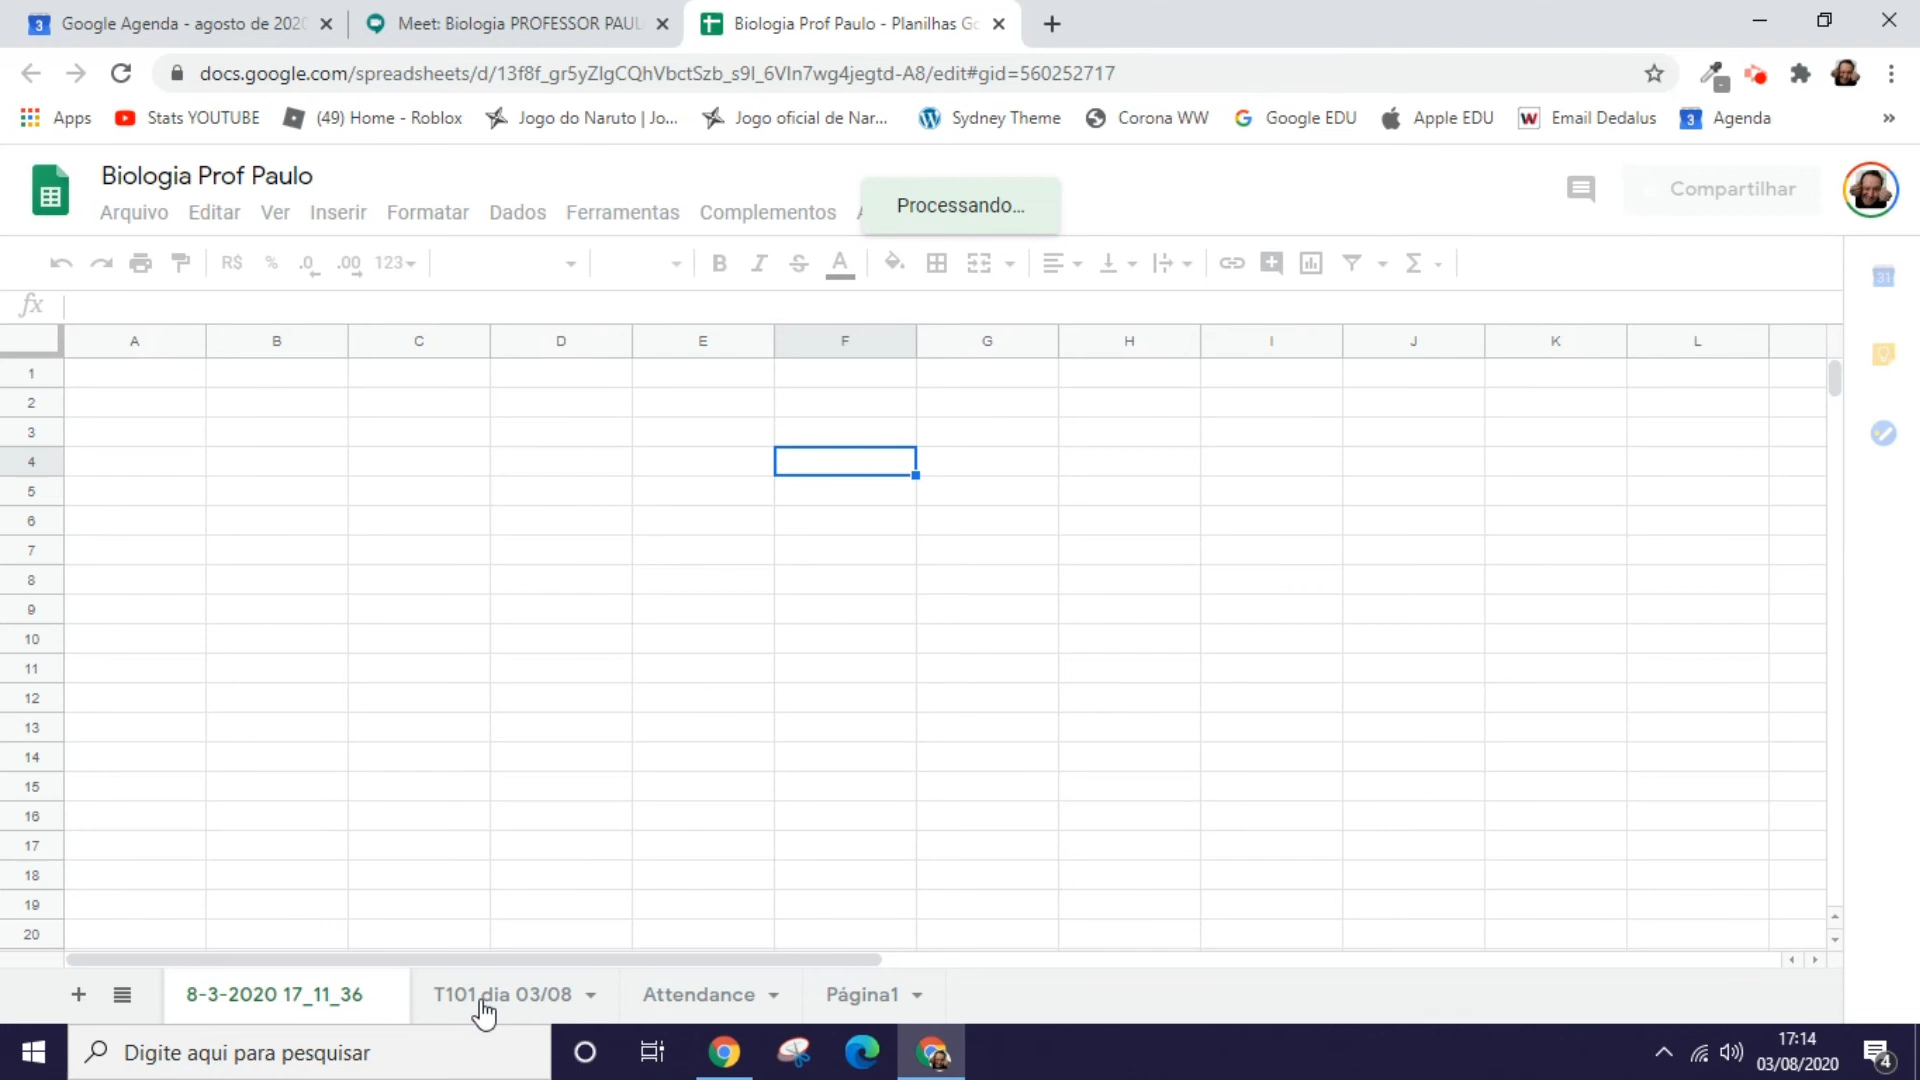 Google Agenda - agosto de 202
Meet: Biologia PROFESSOR PAUL
Biologia Prof Paulo - Planilhas Go
docs.google.com/spreadsheets/d/13f8f_gr5yZIgCQhVbctSzb_s9l_6VIn7wg4jegtd-A8/edit#gid=560252717
Apps
Stats YOUTUBE
(49) Home - Roblox
Jogo do Naruto | Jo...
Jogo oficial de Nar...
Sydney Theme
Corona WW
Google EDU
Apple EDU
Email Dedalus
Agenda
Biologia Prof Paulo
Arquivo Editar Ver Inserir Formatar Dados Ferramentas Complementos
Processando...
Compartilhar
R$ % .0 .00 123
fx
A B C D E F G H I J K L
1
2
3
4
5
6
7
8
9
10
11
12
13
14
15
16
17
18
19
20
8-3-2020 17_11_36
T101 dia 03/08
Attendance
Página1
Digite aqui para pesquisar
17:14
03/08/2020
4